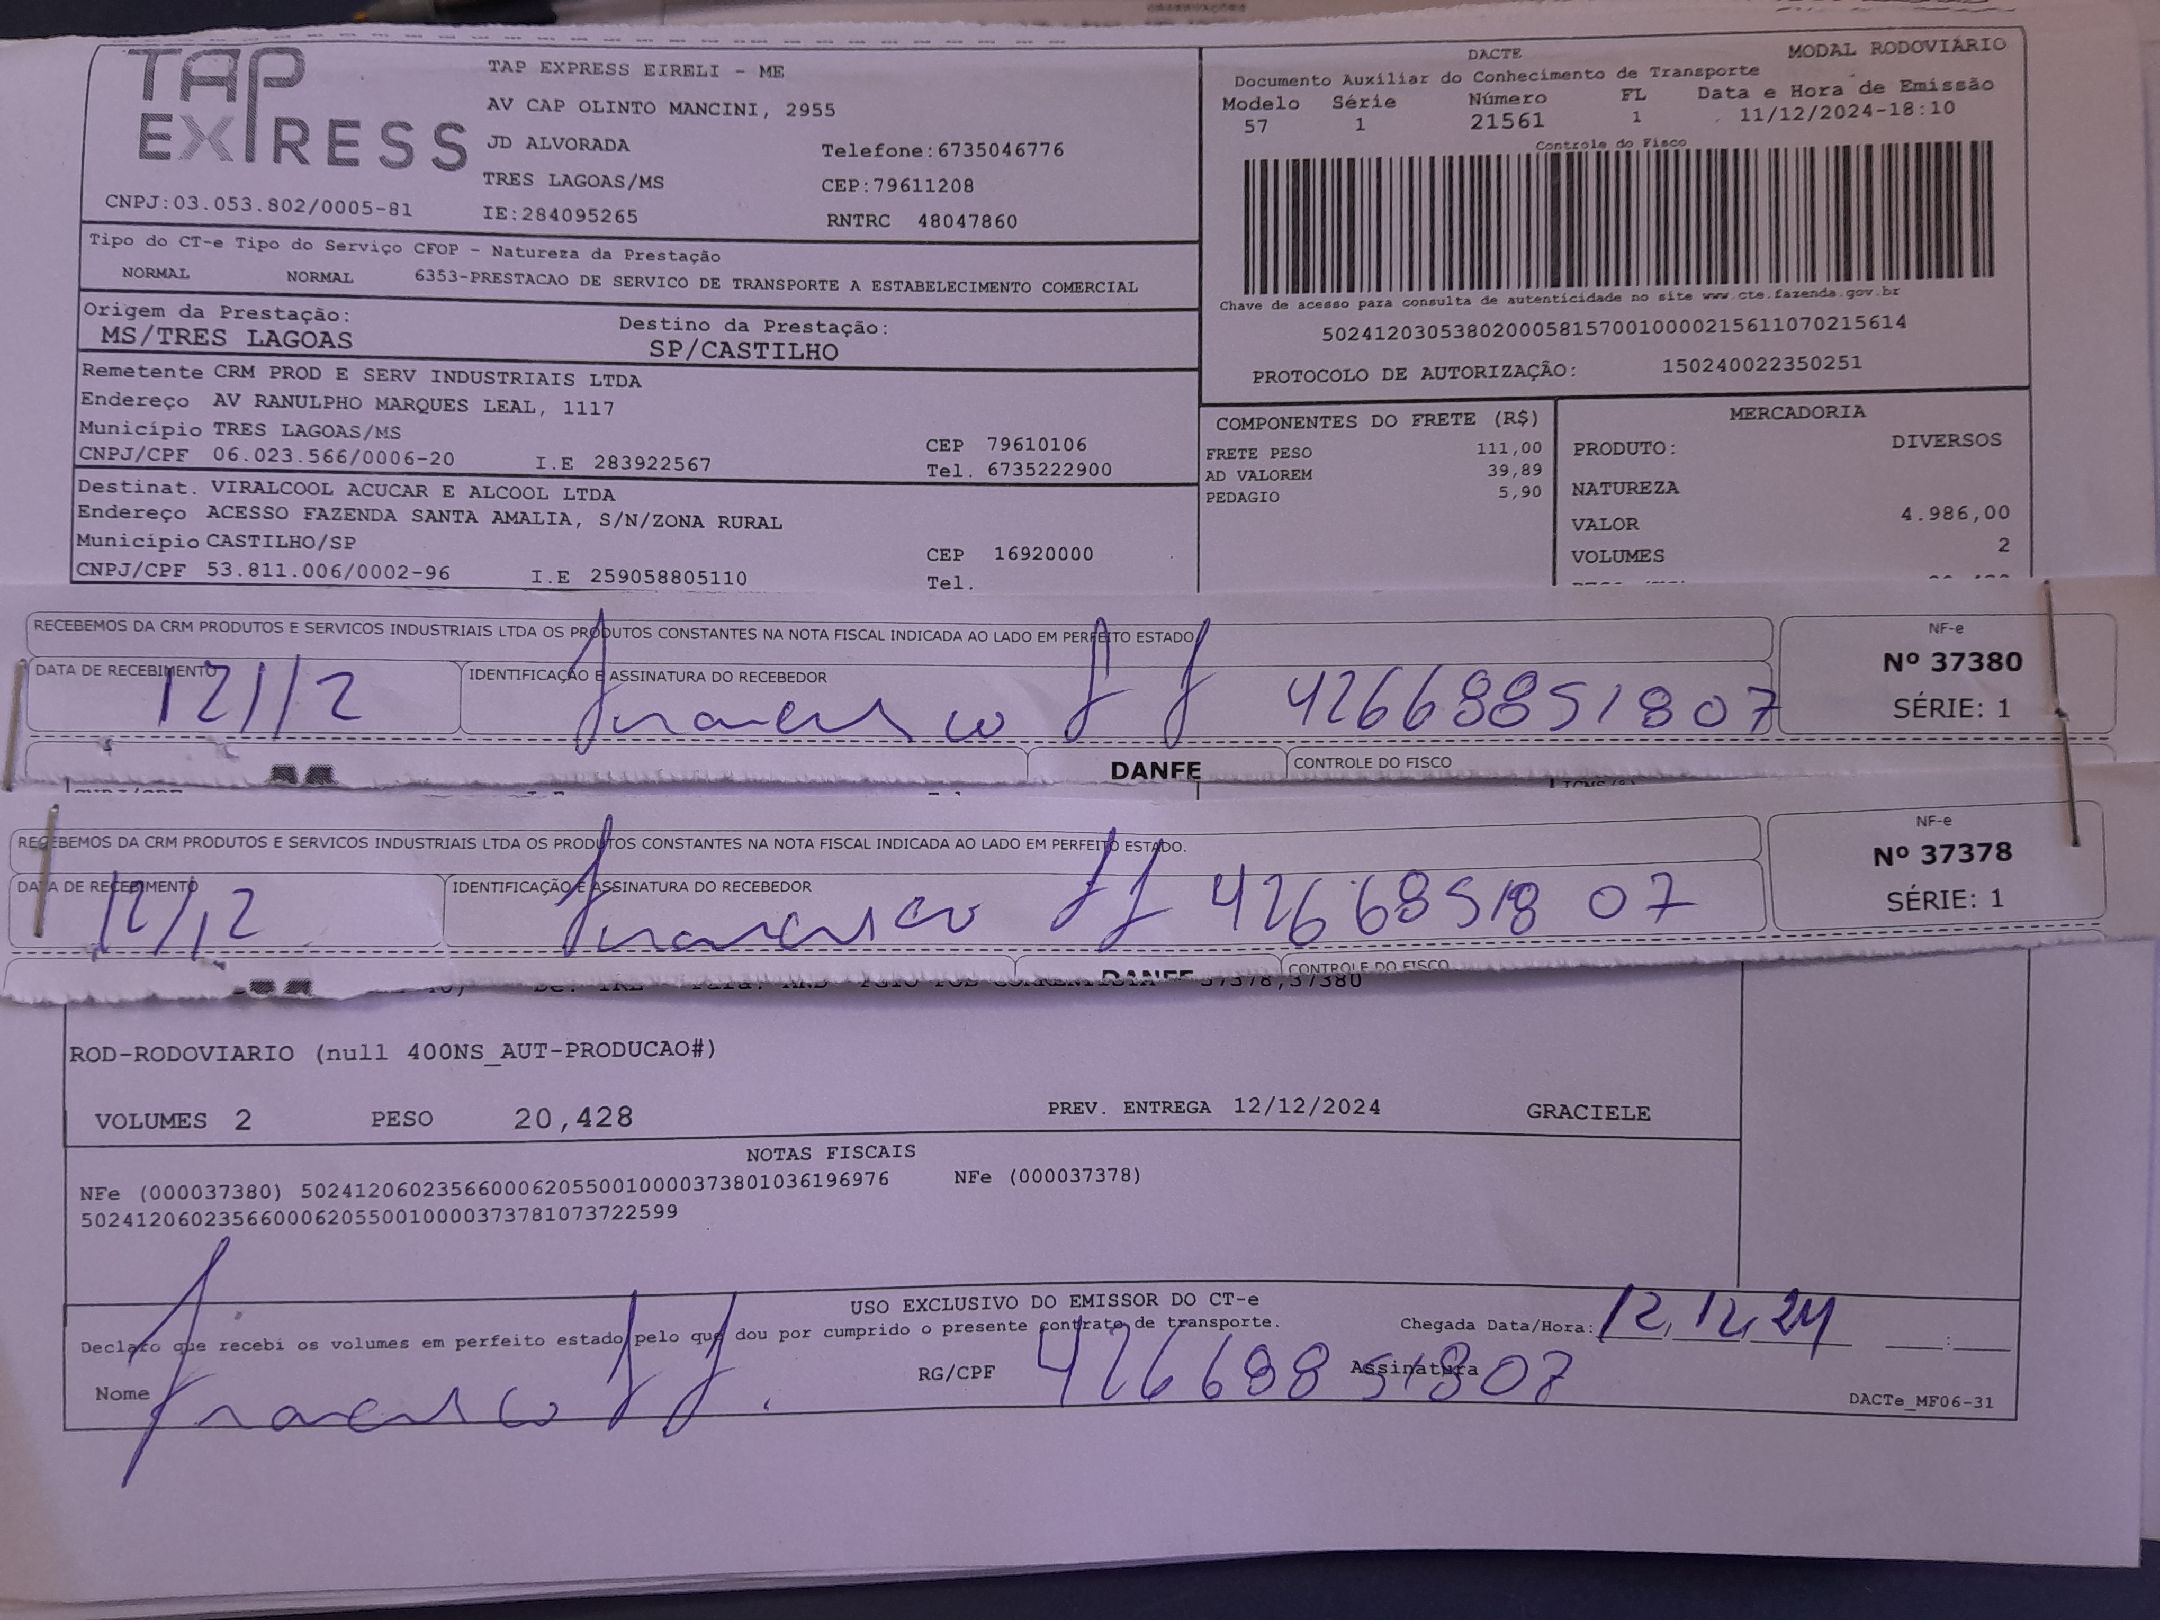 TAP EXPRESS
TAP EXPRESS EIRELI - ME
AV CAP OLINTO MANCINI, 2955
JD ALVORADA
Telefone:6735046776
TRES LAGOAS/MS
CEP:79611208
CNPJ:03.053.802/0005-81
IE:284095265
RNTRC 48047860
DACTE
MODAL RODOVIÁRIO
Documento Auxiliar do Conhecimento de Transporte
Modelo Série Número FL Data e Hora de Emissão
57 1 21561 1 11/12/2024-18:10
Controle do Fisco
Chave de acesso para consulta de autenticidade no site www.cte.fazenda.gov.br
50241203053802000581570010000215611070215614
PROTOCOLO DE AUTORIZAÇÃO: 150240022350251
Tipo do CT-e Tipo do Serviço CFOP - Natureza da Prestação
NORMAL NORMAL 6353-PRESTACAO DE SERVICO DE TRANSPORTE A ESTABELECIMENTO COMERCIAL
Origem da Prestação: Destino da Prestação:
MS/TRES LAGOAS SP/CASTILHO
Remetente CRM PROD E SERV INDUSTRIAIS LTDA
Endereço AV RANULPHO MARQUES LEAL, 1117
Município TRES LAGOAS/MS CEP 79610106
CNPJ/CPF 06.023.566/0006-20 I.E 283922567 Tel. 6735222900
Destinat. VIRALCOOL ACUCAR E ALCOOL LTDA
Endereço ACESSO FAZENDA SANTA AMALIA, S/N/ZONA RURAL
Município CASTILHO/SP CEP 16920000
CNPJ/CPF 53.811.006/0002-96 I.E 259058805110 Tel.
COMPONENTES DO FRETE (R$)
FRETE PESO 111,00
AD VALOREM 39,89
PEDAGIO 5,90
MERCADORIA
PRODUTO: DIVERSOS
NATUREZA
VALOR 4.986,00
VOLUMES 2
RECEBEMOS DA CRM PRODUTOS E SERVICOS INDUSTRIAIS LTDA OS PRODUTOS CONSTANTES NA NOTA FISCAL INDICADA AO LADO EM PERFEITO ESTADO.
NF-e
Nº 37380
SÉRIE: 1
DATA DE RECEBIMENTO IDENTIFICAÇÃO E ASSINATURA DO RECEBEDOR
12/12 Francisco 42668851807
DANFE CONTROLE DO FISCO
RECEBEMOS DA CRM PRODUTOS E SERVICOS INDUSTRIAIS LTDA OS PRODUTOS CONSTANTES NA NOTA FISCAL INDICADA AO LADO EM PERFEITO ESTADO.
NF-e
Nº 37378
SÉRIE: 1
DATA DE RECEBIMENTO IDENTIFICAÇÃO E ASSINATURA DO RECEBEDOR
12/12 Francisco 4266851807
DANFE CONTROLE DO FISCO
37378,37380
ROD-RODOVIARIO (null 400NS_AUT-PRODUCAO#)
VOLUMES 2 PESO 20,428 PREV. ENTREGA 12/12/2024 GRACIELE
NOTAS FISCAIS
NFe (000037380) 50241206023566000620550010000373801036196976 NFe (000037378)
50241206023566000620550010000373781073722599
USO EXCLUSIVO DO EMISSOR DO CT-e
Declaro que recebi os volumes em perfeito estado pelo que dou por cumprido o presente contrato de transporte.
Chegada Data/Hora: 12,12,24 :
Nome Francisco RG/CPF 42668851807 Assinatura
DACTe_MF06-31